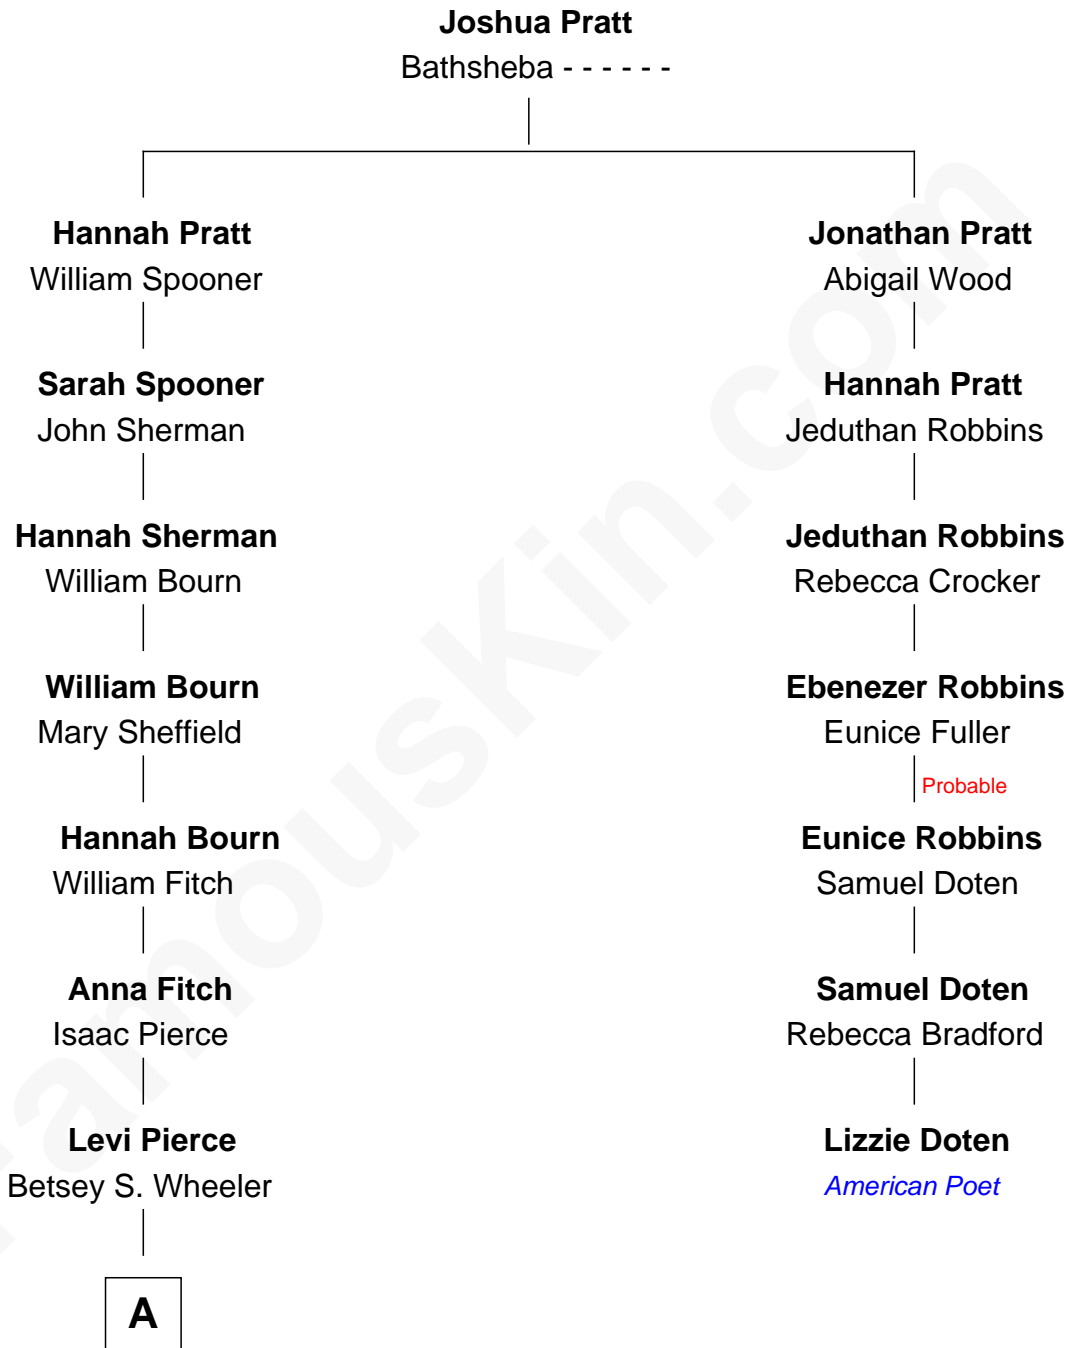 Joshua Pratt
Bathsheba - - - - - -
Hannah Pratt
William Spooner
Sarah Spooner
John Sherman
Hannah Sherman
William Bourn
William Bourn
Mary Sheffield
Hannah Bourn
William Fitch
Anna Fitch
Isaac Pierce
Levi Pierce
Betsey S. Wheeler
A
Jonathan Pratt
Abigail Wood
Hannah Pratt
Jeduthan Robbins
Jeduthan Robbins
Rebecca Crocker
Ebenezer Robbins
Eunice Fuller
Probable
Eunice Robbins
Samuel Doten
Samuel Doten
Rebecca Bradford
Lizzie Doten
American Poet
FamousKin.com